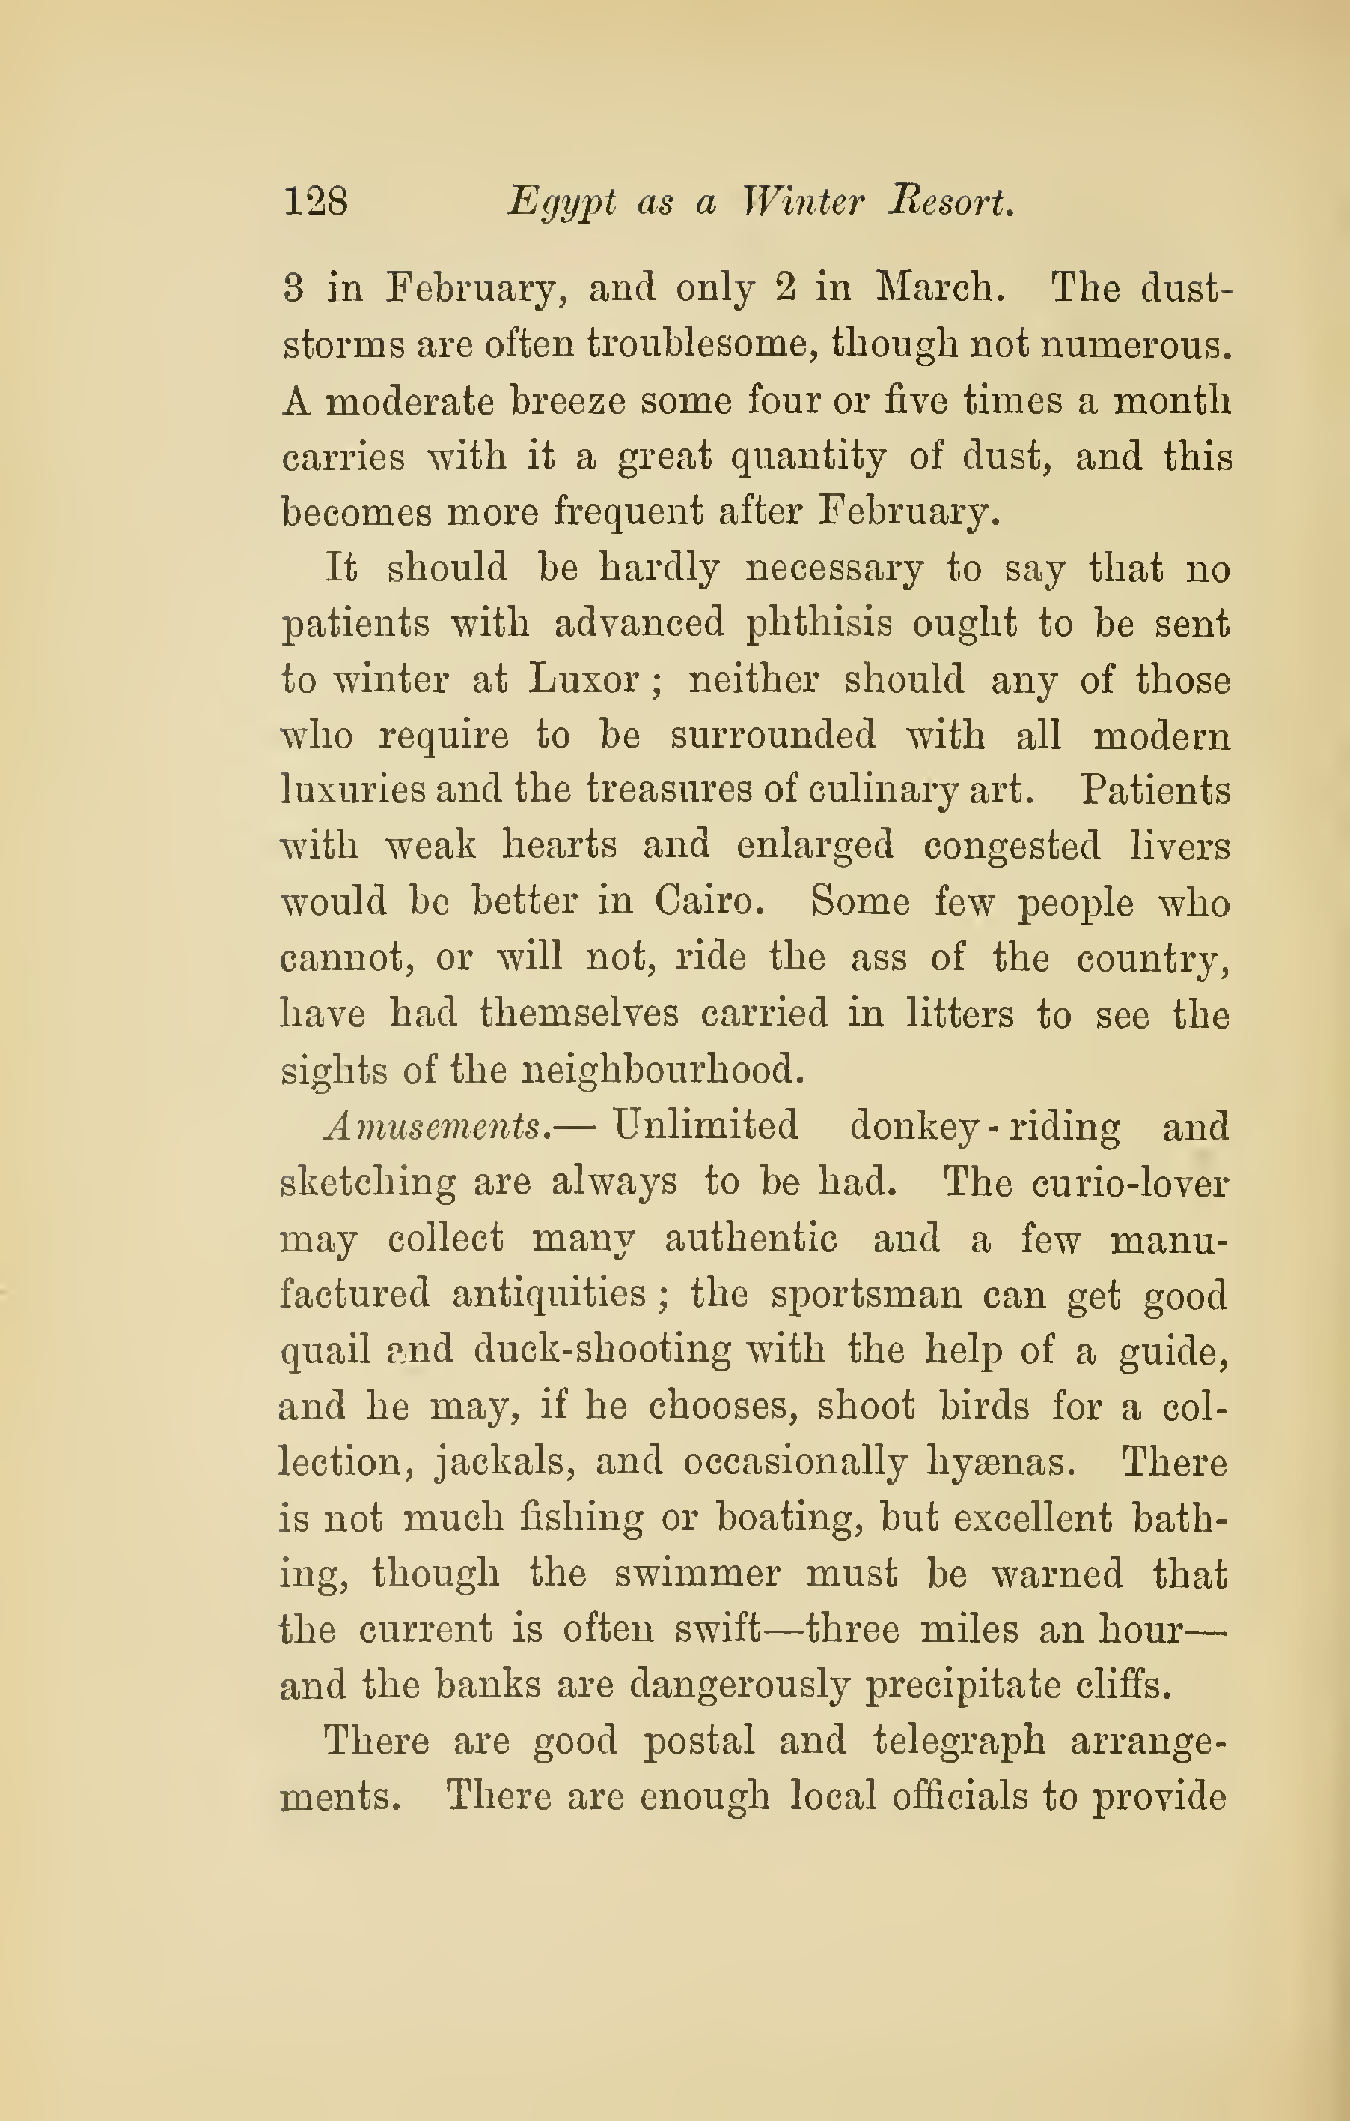 128 Egypt as a Winter Resort.
3 in February, and only 2 in March. The dust-
storms are often troublesome, though not numerous.
A moderate breeze some four or five times a month
carries with it a great quantity of dust, and this
becomes more frequent after February.
It should be hardly necessary to say that no
patients with advanced phthisis ought to be sent
to winter at Luxor ; neither should any of those
who require to be surrounded with all modern
luxuries and the treasures of culinary art. Patients
with weak hearts and enlarged congested livers
would be better in Cairo. Some few people who
cannot, or will not, ride the ass of the country,
have had themselves carried in litters to see the
sights of the neighbourhood.
Amusements.— Unlimited donkey-riding and
sketching are always to be had. The curio-lover
may collect many authentic and a few manu-
factured antiquities ; the sportsman can get good
quail and duck-shooting with the help of a guide,
and he may, if he chooses, shoot birds for a col-
lection, jackals, and occasionally hyænas. There
is not much fishing or boating, but excellent bath-
ing, though the swimmer must be warned that
the current is often swift—three miles an hour—
and the banks are dangerously precipitate cliffs.
There are good postal and telegraph arrange-
ments. There are enough local officials to provide